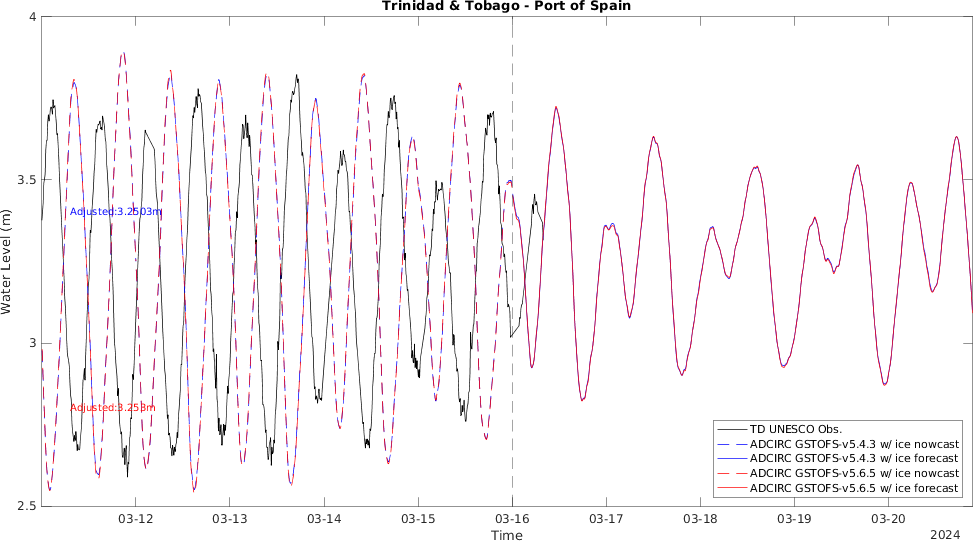 Trinidad & Tobago - Port of Spain
4
3.5
3
2.5
Water Level (m)
Adjusted:3.2503m
Adjusted:3.253m
TD UNESCO Obs.
ADCIRC GSTOFS-v5.4.3 w/ ice nowcast
ADCIRC GSTOFS-v5.4.3 w/ ice forecast
ADCIRC GSTOFS-v5.6.5 w/ ice nowcast
ADCIRC GSTOFS-v5.6.5 w/ ice forecast
03-12 03-13 03-14 03-15 03-16 03-17 03-18 03-19 03-20
Time
2024